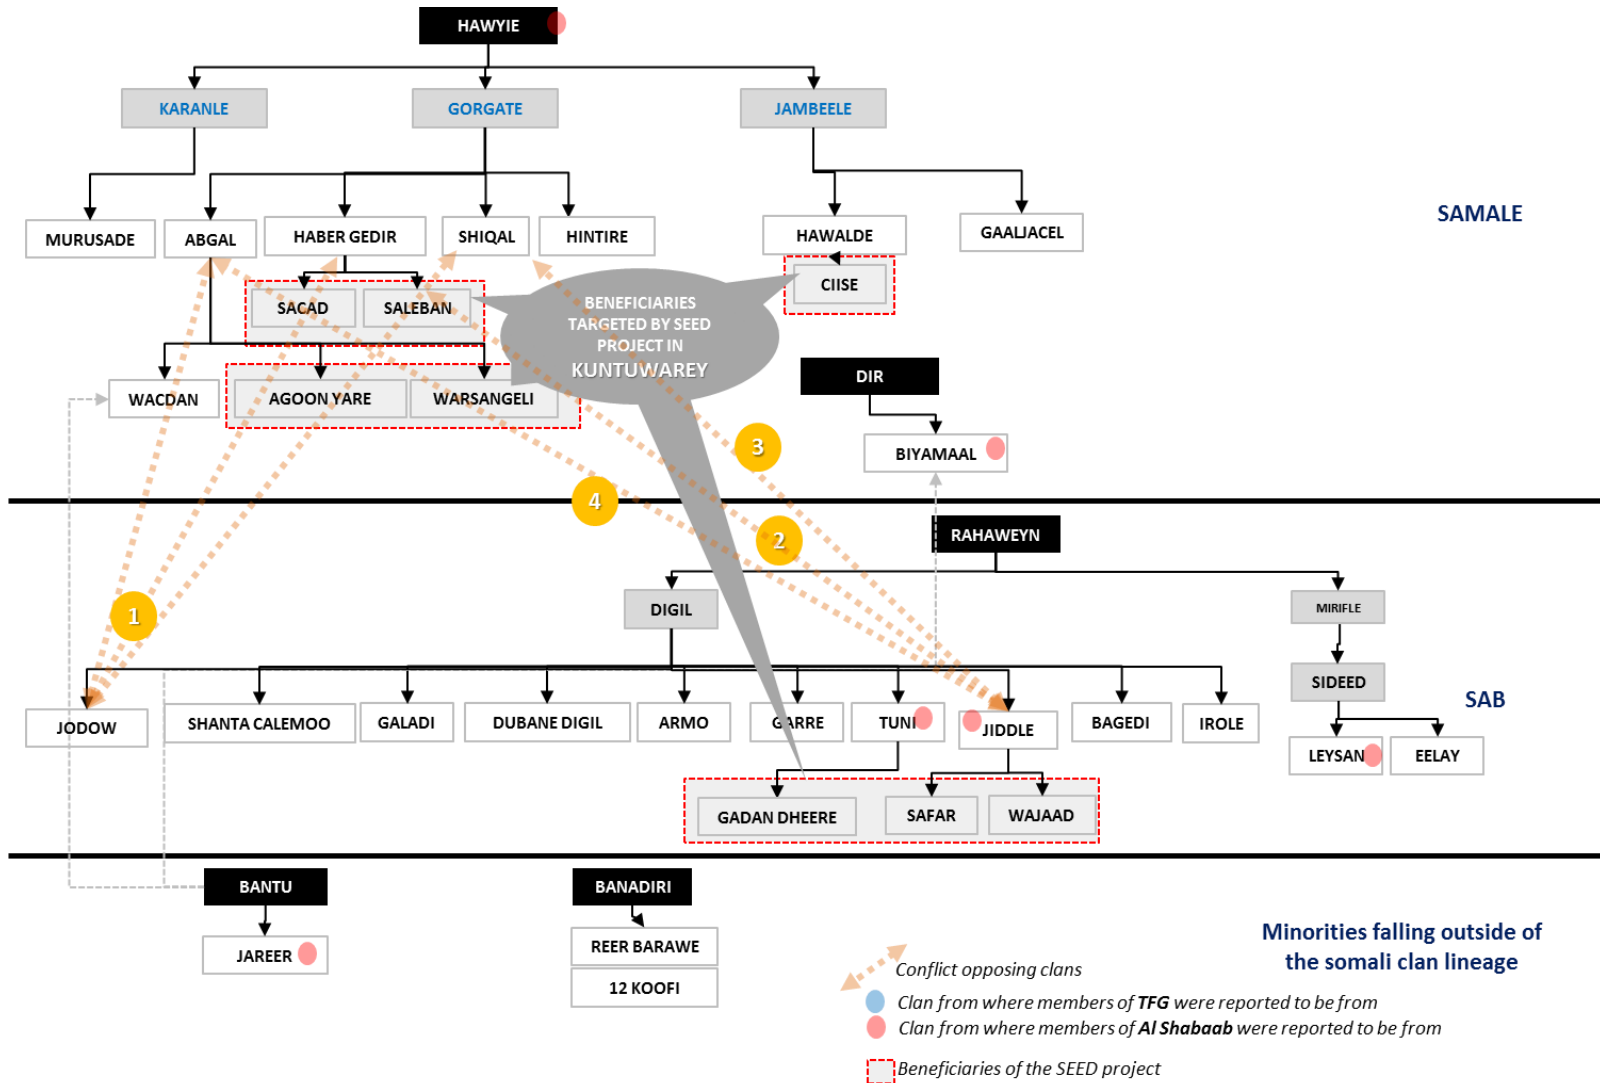 HAWYIE
KARANLE
GORGATE
JAMBEELE
MURUSADE
ABGAL
HABER GEDIR
SHIQAL
HINTIRE
HAWALDE
GAALJACEL
SAMALE
SACAD
SALEBAN
CIISE
BENEFICIARIES
TARGETED BY SEED
PROJECT IN
KUNTUWAREY
WACDAN
AGOON YARE
WARSANGELI
DIR
BIYAMAAL
3
4
2
1
RAHAWEYN
DIGIL
MIRIFLE
SIDEED
SAB
JODOW
SHANTA CALEMOO
GALADI
DUBANE DIGIL
ARMO
GARRE
TUNI
JIDDLE
BAGEDI
IROLE
LEYSAN
EELAY
GADAN DHEERE
SAFAR
WAJAAD
BANTU
JAREER
BANADIRI
REER BARAWE
12 KOOFI
Minorities falling outside of
the somali clan lineage
Conflict opposing clans
Clan from where members of TFG were reported to be from
Clan from where members of Al Shabaab were reported to be from
Beneficiaries of the SEED project